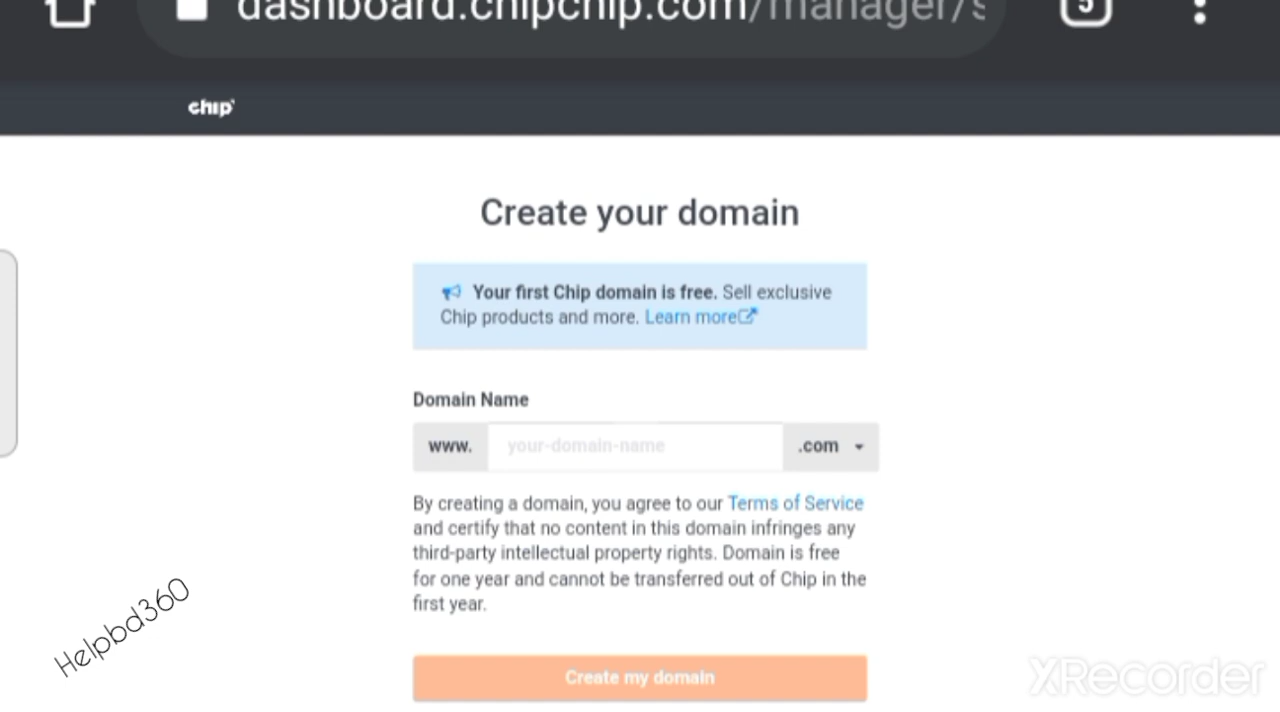 dashboard.chipchip.com/manager/s
5
chip
Create your domain
Your first Chip domain is free. Sell exclusive
Chip products and more. Learn more
Domain Name
www. your-domain-name .com
By creating a domain, you agree to our Terms of Service
and certify that no content in this domain infringes any
third-party intellectual property rights. Domain is free
for one year and cannot be transferred out of Chip in the
first year.
Create my domain
Helpbd360
XRecorder